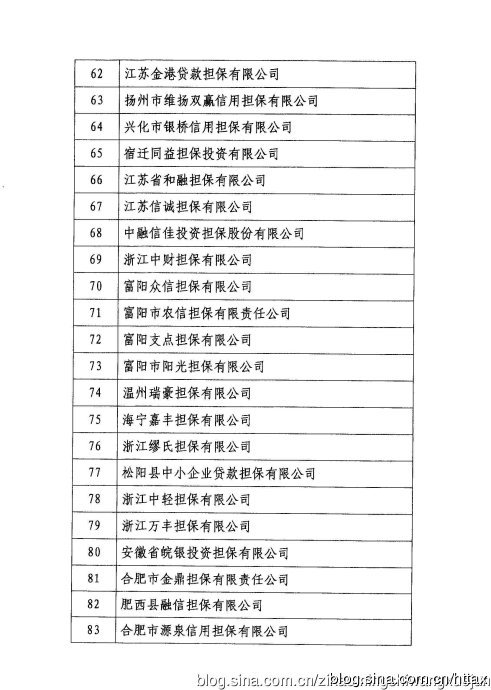 62 江苏金港贷款担保有限公司
63 扬州市维扬双赢信用担保有限公司
64 兴化市银桥信用担保有限公司
65 宿迁同益担保投资有限公司
66 江苏省和融担保有限公司
67 江苏信诚担保有限公司
68 中融信佳投资担保股份有限公司
69 浙江中财担保有限公司
70 富阳众信担保有限公司
71 富阳市农信担保有限责任公司
72 富阳支点担保有限公司
73 富阳市阳光担保有限公司
74 温州瑞豪担保有限公司
75 海宁嘉丰担保有限公司
76 浙江缪氏担保有限公司
77 松阳县中小企业贷款担保有限公司
78 浙江中轻担保有限公司
79 浙江万丰担保有限公司
80 安徽省皖银投资担保有限公司
81 合肥市金鼎担保有限责任公司
82 肥西县融信担保有限公司
83 合肥市源泉信用担保有限公司